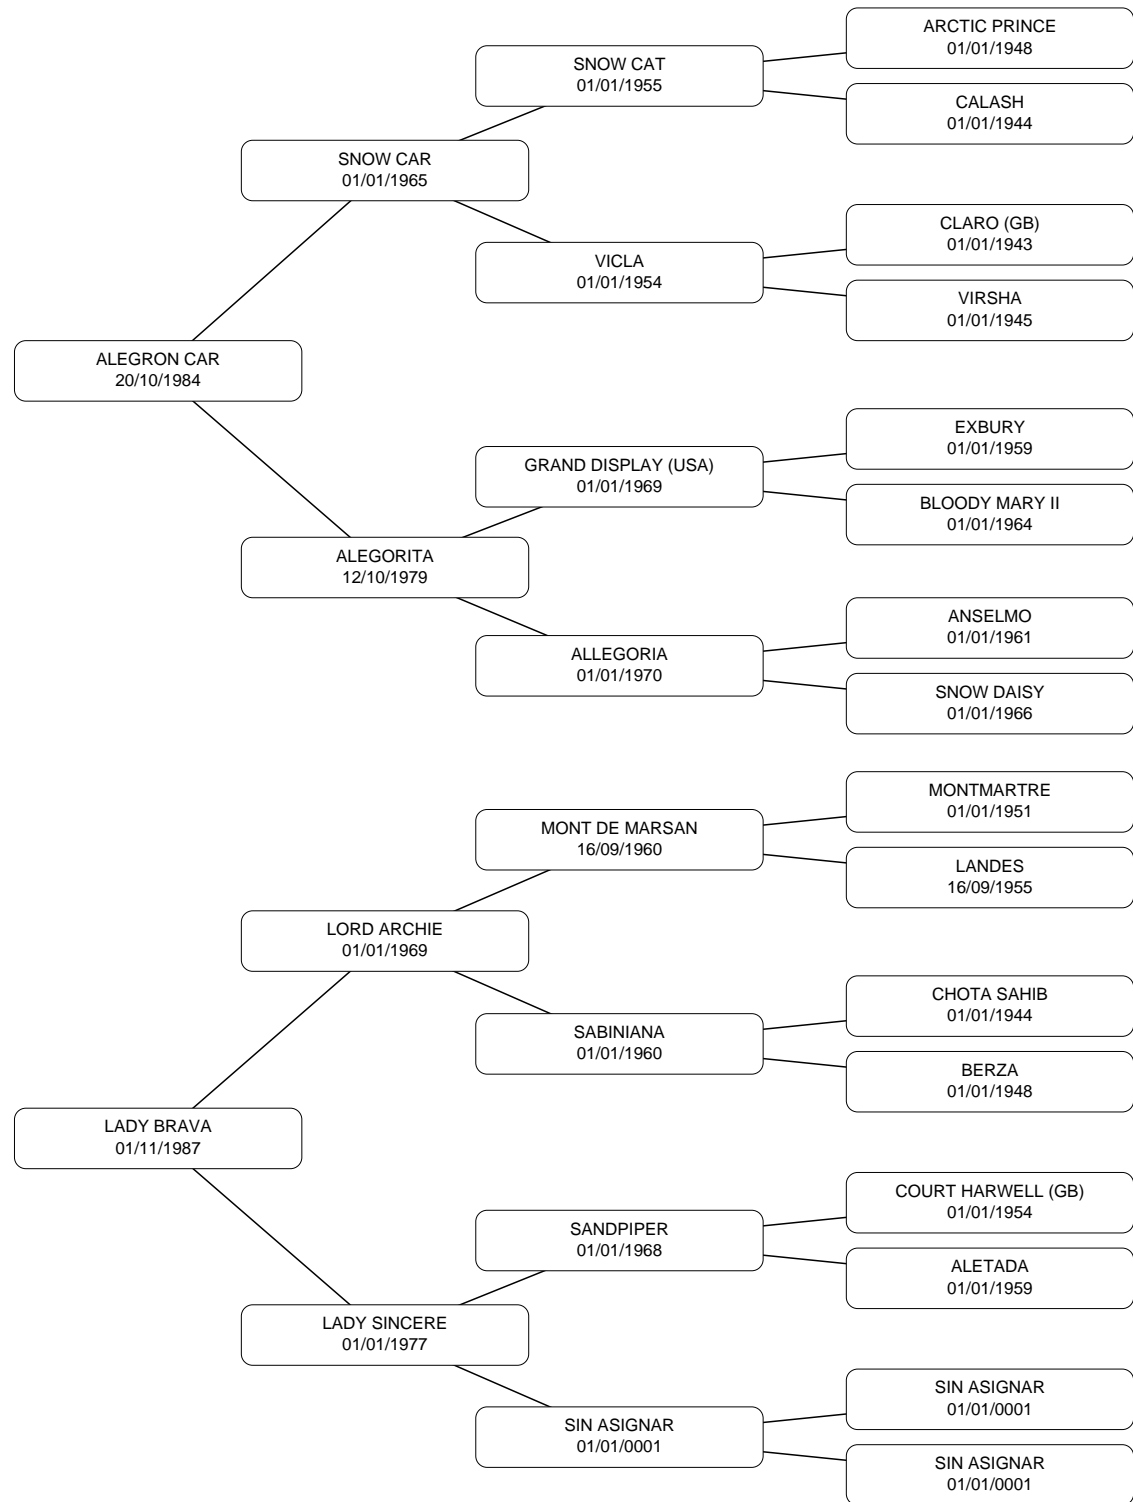 ARCTIC PRINCE
01/01/1948
SNOW CAT
01/01/1955
CALASH
01/01/1944
SNOW CAR
01/01/1965
CLARO (GB)
01/01/1943
VICLA
01/01/1954
VIRSHA
01/01/1945
ALEGRON CAR
20/10/1984
EXBURY
01/01/1959
GRAND DISPLAY (USA)
01/01/1969
BLOODY MARY II
01/01/1964
ALEGORITA
12/10/1979
ANSELMO
01/01/1961
ALLEGORIA
01/01/1970
SNOW DAISY
01/01/1966
MONTMARTRE
01/01/1951
MONT DE MARSAN
16/09/1960
LANDES
16/09/1955
LORD ARCHIE
01/01/1969
CHOTA SAHIB
01/01/1944
SABINIANA
01/01/1960
BERZA
01/01/1948
LADY BRAVA
01/11/1987
COURT HARWELL (GB)
01/01/1954
SANDPIPER
01/01/1968
ALETADA
01/01/1959
LADY SINCERE
01/01/1977
SIN ASIGNAR
01/01/0001
SIN ASIGNAR
01/01/0001
SIN ASIGNAR
01/01/0001